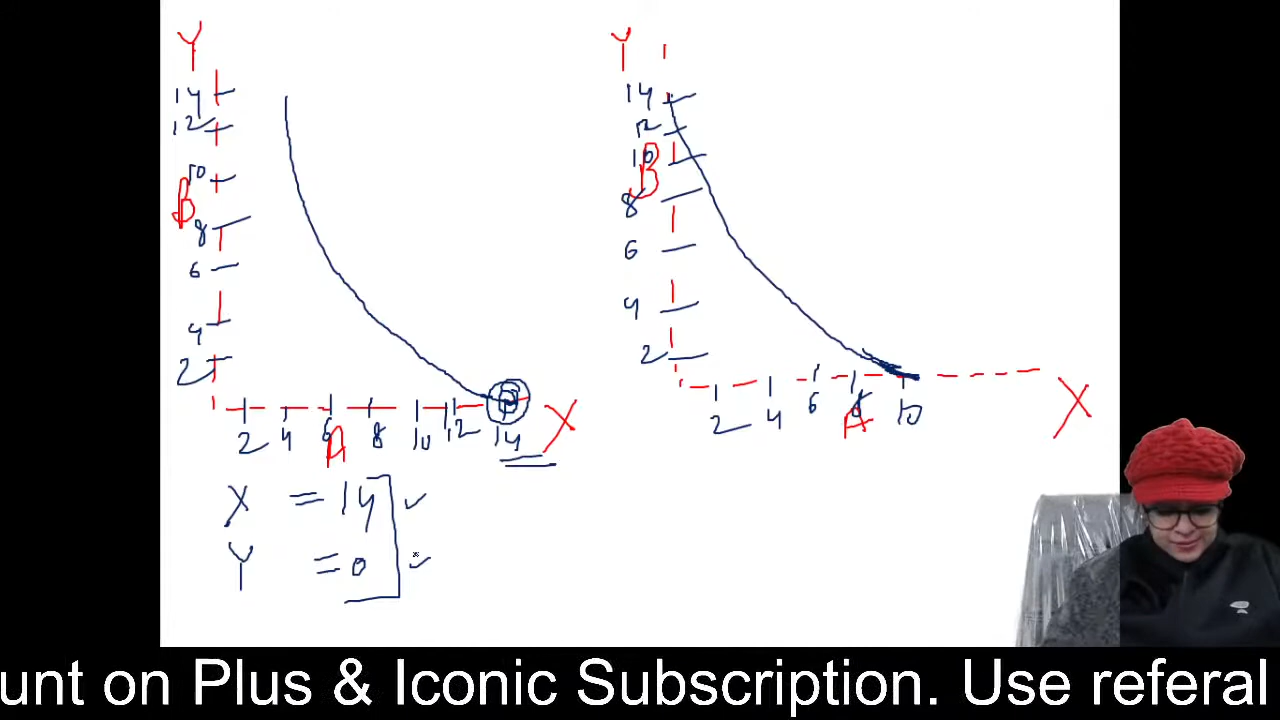 Y
14
12
10
B
8
6
4
2
2 4 6 8 10 12 14 X
A
X = 14
Y = 0
Y
14
12
10
B
8
6
4
2
2 4 6 8 10 X
A
unt on Plus & Iconic Subscription. Use referal